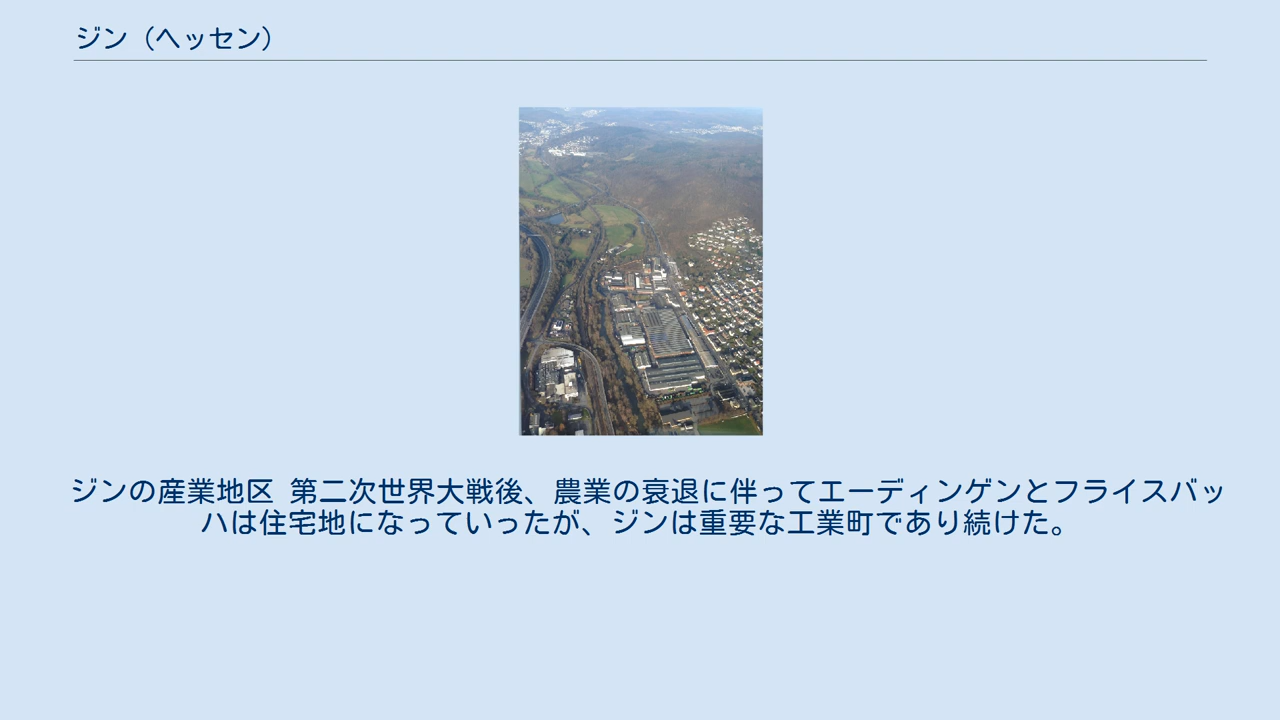 ジン（ヘッセン）
ジンの産業地区 第二次世界大戦後、農業の衰退に伴ってエーディンゲンとフライスバッ
ハは住宅地になっていったが、ジンは重要な工業町であり続けた。